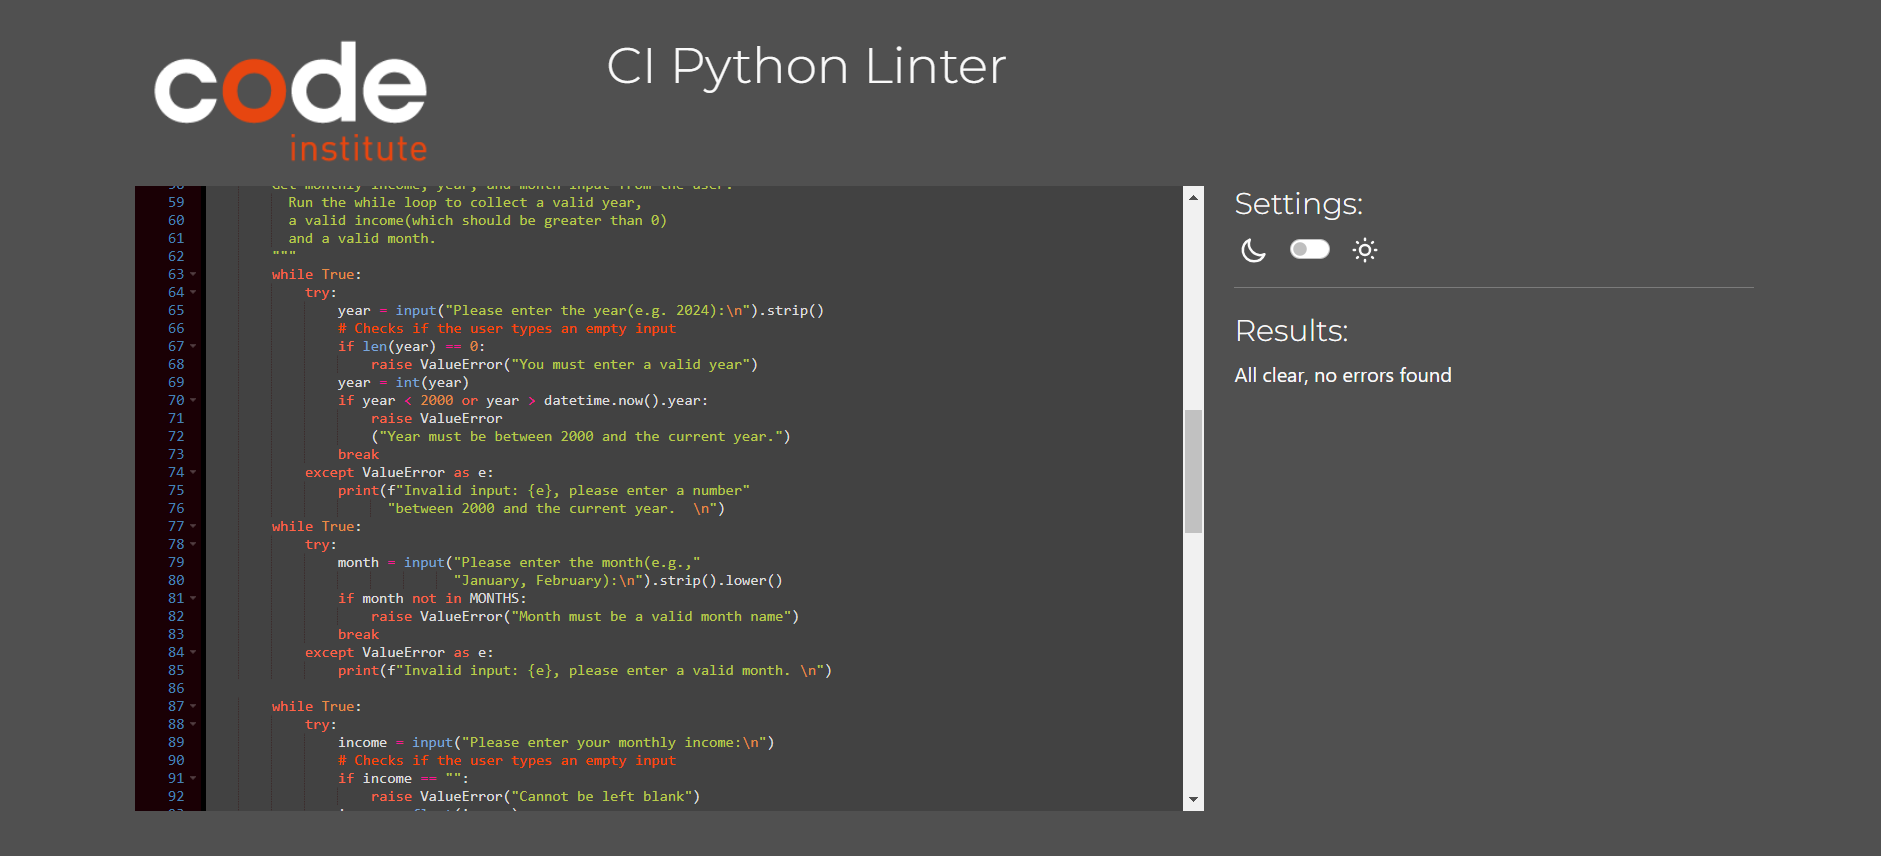 code
institute
CI Python Linter
Get monthly income, year, and month input from the user.
59 Run the while loop to collect a valid year,
60 a valid income(which should be greater than 0)
61 and a valid month.
62 """
63 while True:
64 try:
65 year = input("Please enter the year(e.g. 2024):\n").strip()
66 # Checks if the user types an empty input
67 if len(year) == 0:
68 raise ValueError("You must enter a valid year")
69 year = int(year)
70 if year < 2000 or year > datetime.now().year:
71 raise ValueError
72 ("Year must be between 2000 and the current year.")
73 break
74 except ValueError as e:
75 print(f"Invalid input: {e}, please enter a number"
76 "between 2000 and the current year.  \n")
77 while True:
78 try:
79 month = input("Please enter the month(e.g.,"
80 "January, February):\n").strip().lower()
81 if month not in MONTHS:
82 raise ValueError("Month must be a valid month name")
83 break
84 except ValueError as e:
85 print(f"Invalid input: {e}, please enter a valid month. \n")
86
87 while True:
88 try:
89 income = input("Please enter your monthly income:\n")
90 # Checks if the user types an empty input
91 if income == "":
92 raise ValueError("Cannot be left blank")
Settings:
Results:
All clear, no errors found